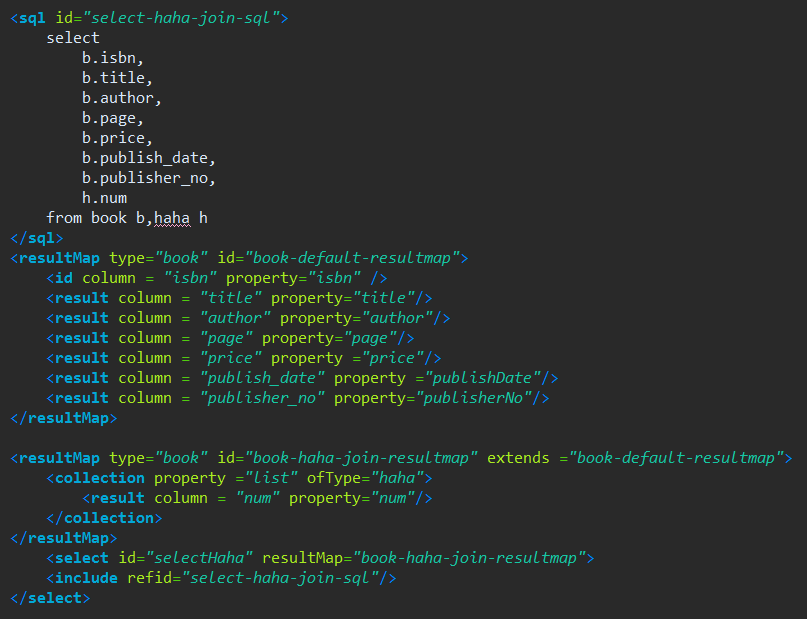 <sql id="select-haha-join-sql">
    select
        b.isbn,
        b.title,
        b.author,
        b.page,
        b.price,
        b.publish_date,
        b.publisher_no,
        h.num
    from book b,haha h
</sql>
<resultMap type="book" id="book-default-resultmap">
    <id column = "isbn" property="isbn" />
    <result column = "title" property="title"/>
    <result column = "author" property="author"/>
    <result column = "page" property="page"/>
    <result column = "price" property ="price"/>
    <result column = "publish_date" property ="publishDate"/>
    <result column = "publisher_no" property="publisherNo"/>
</resultMap>

<resultMap type="book" id="book-haha-join-resultmap" extends ="book-default-resultmap">
    <collection property ="list" ofType="haha">
        <result column = "num" property="num"/>
    </collection>
</resultMap>
    <select id="selectHaha" resultMap="book-haha-join-resultmap">
    <include refid="select-haha-join-sql"/>
</select>